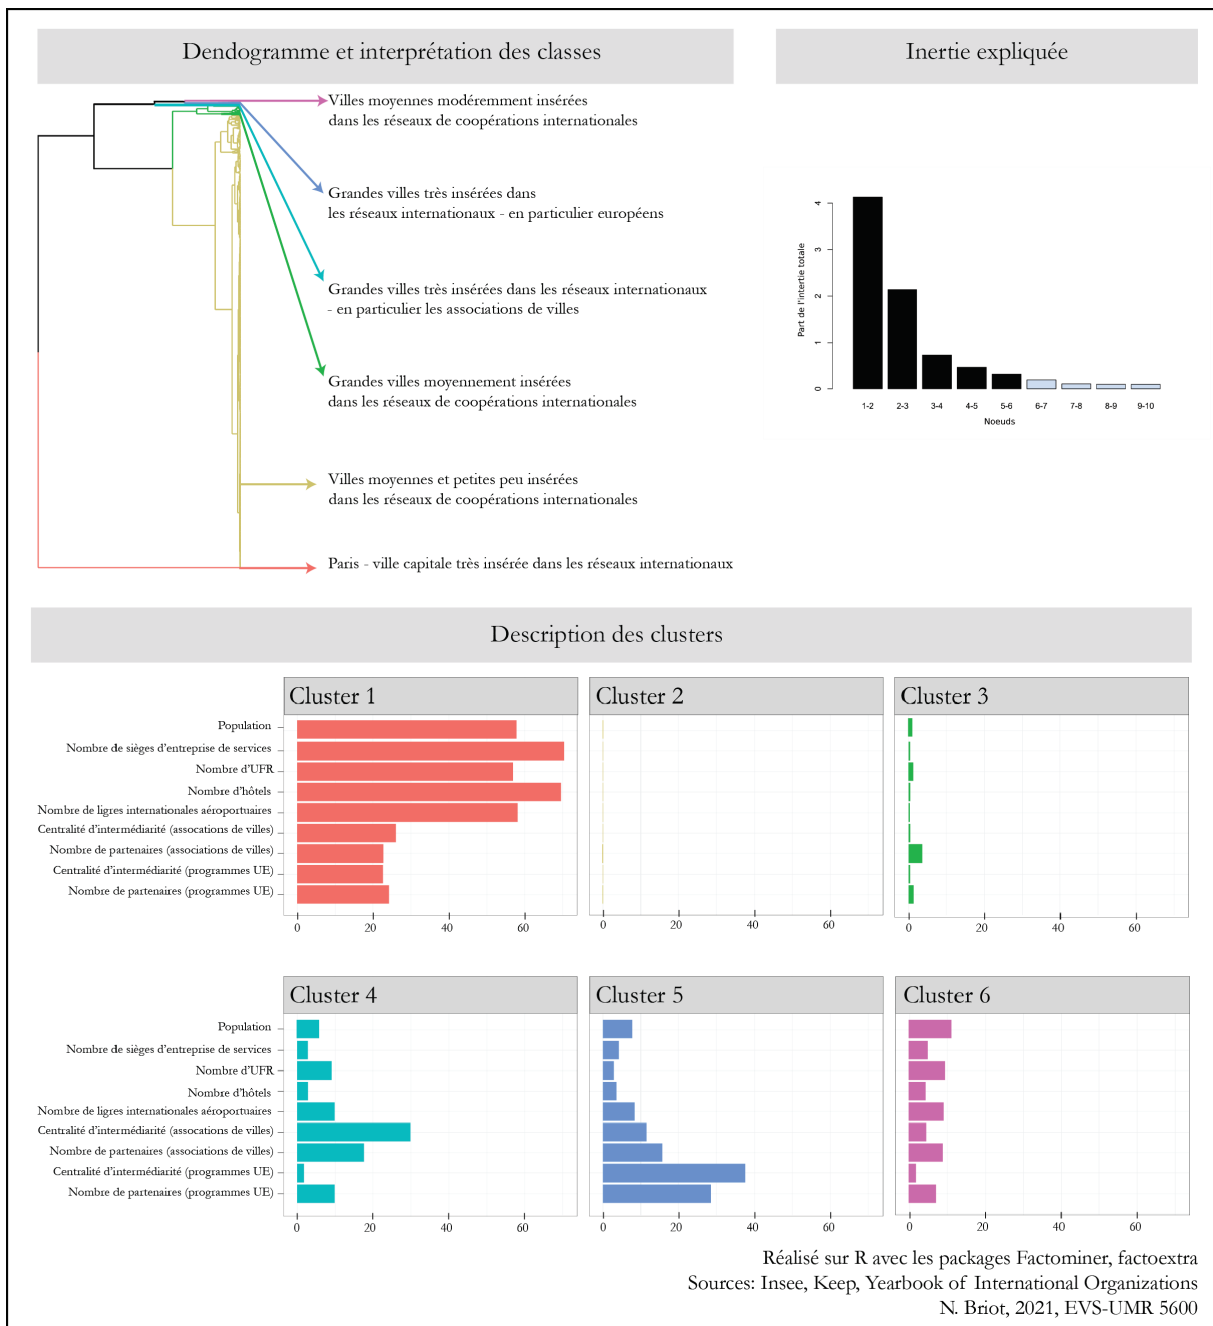 Dendogramme et interprétation des classes
Inertie expliquée
Villes moyennes modéremment insérées
dans les réseaux de coopérations internationales
Grandes villes très insérées dans
les réseaux internationaux - en particulier européens
Grandes villes très insérées dans les réseaux internationaux
- en particulier les associations de villes
Grandes villes moyennement insérées
dans les réseaux de coopérations internationales
Villes moyennes et petites peu insérées
dans les réseaux de coopérations internationales
Paris - ville capitale très insérée dans les réseaux internationaux
Part de l'intertie totale
4
3
2
1
0
1-2 2-3 3-4 4-5 5-6 6-7 7-8 8-9 9-10
Noeuds
Description des clusters
Cluster 1
Cluster 2
Cluster 3
Population
Nombre de sièges d'entreprise de services
Nombre d'UFR
Nombre d'hôtels
Nombre de ligres internationales aéroportuaires
Centralité d'intermédiarité (assocations de villes)
Nombre de partenaires (associations de villes)
Centralité d'intermédiarité (programmes UE)
Nombre de partenaires (programmes UE)
0 20 40 60
0 20 40 60
0 20 40 60
Cluster 4
Cluster 5
Cluster 6
Population
Nombre de sièges d'entreprise de services
Nombre d'UFR
Nombre d'hôtels
Nombre de ligres internationales aéroportuaires
Centralité d'intermédiarité (assocations de villes)
Nombre de partenaires (associations de villes)
Centralité d'intermédiarité (programmes UE)
Nombre de partenaires (programmes UE)
0 20 40 60
0 20 40 60
0 20 40 60
Réalisé sur R avec les packages Factominer, factoextra
Sources: Insee, Keep, Yearbook of International Organizations
N. Briot, 2021, EVS-UMR 5600